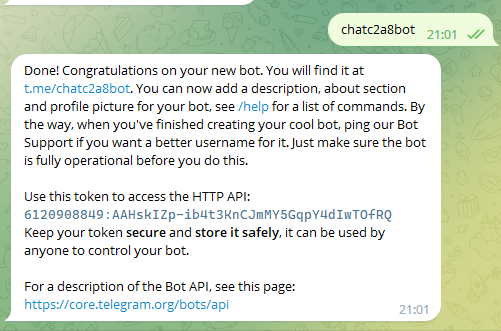 chatc2a8bot
21:01
Done! Congratulations on your new bot. You will find it at
t.me/chatc2a8bot. You can now add a description, about section
and profile picture for your bot, see /help for a list of commands. By
the way, when you've finished creating your cool bot, ping our Bot
Support if you want a better username for it. Just make sure the bot
is fully operational before you do this.
Use this token to access the HTTP API:
6120908849:AAHskIZp-ib4t3KnCJmMY5GqpY4dIwTOfRQ
Keep your token secure and store it safely, it can be used by
anyone to control your bot.
For a description of the Bot API, see this page:
https://core.telegram.org/bots/api
21:01